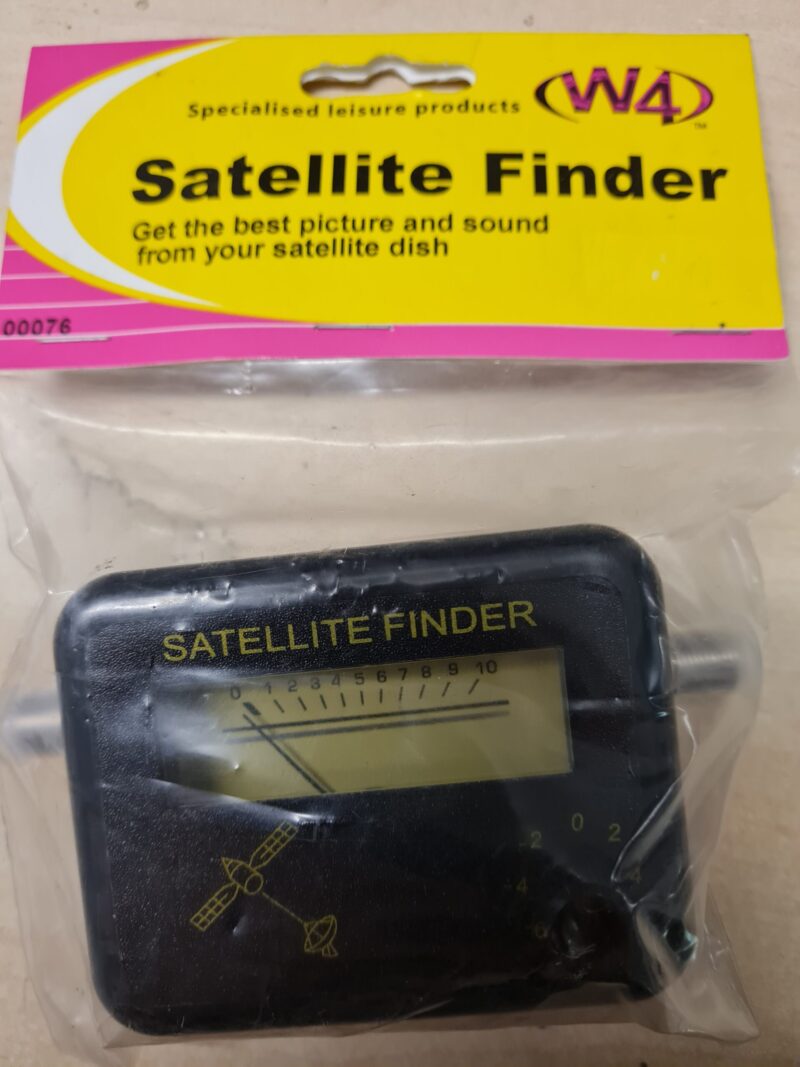 Specialised leisure products
W4
TM
Satellite Finder
Get the best picture and sound
from your satellite dish
00076
SATELLITE FINDER
0 1 2 3 4 5 6 7 8 9 10
-2 0 2
4 4